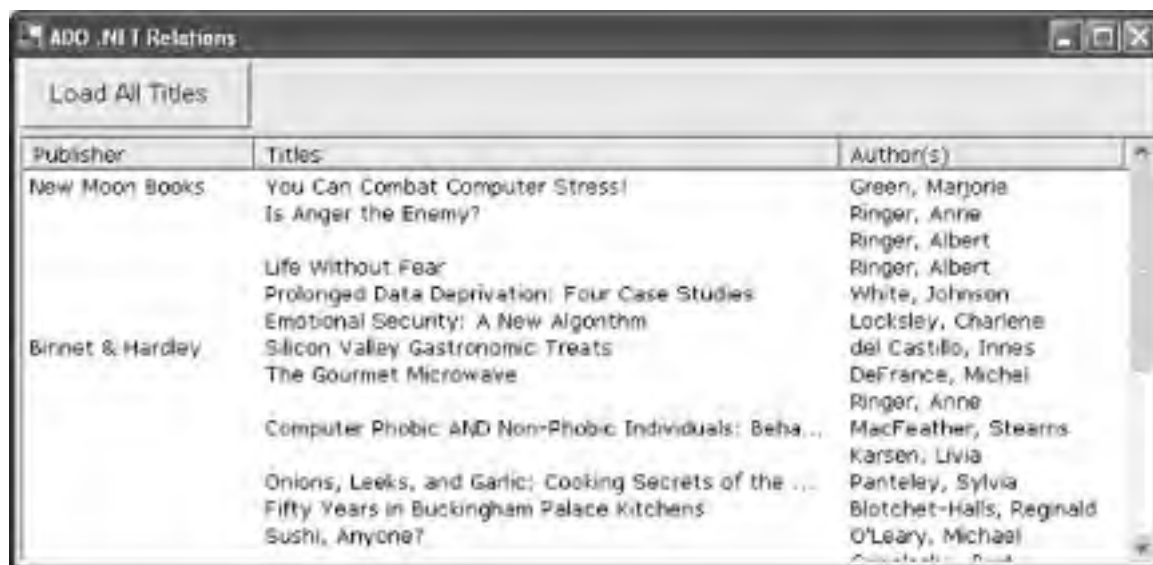 ADO .NET Relations
Load All Titles
Publisher Titles Author(s)
New Moon Books You Can Combat Computer Stress! Green, Marjorie
Is Anger the Enemy? Ringer, Anne
Ringer, Albert
Life Without Fear Ringer, Albert
Prolonged Data Deprivation: Four Case Studies White, Johnson
Emotional Security: A New Algorithm Locksley, Charlene
Binnet & Hardley Silicon Valley Gastronomic Treats del Castillo, Innes
The Gourmet Microwave DeFrance, Michel
Ringer, Anne
Computer Phobic AND Non-Phobic Individuals: Beha... MacFeather, Stearns
Karsen, Livia
Onions, Leeks, and Garlic: Cooking Secrets of the ... Panteley, Sylvia
Fifty Years in Buckingham Palace Kitchens Blotchet-Halls, Reginald
Sushi, Anyone? O'Leary, Michael